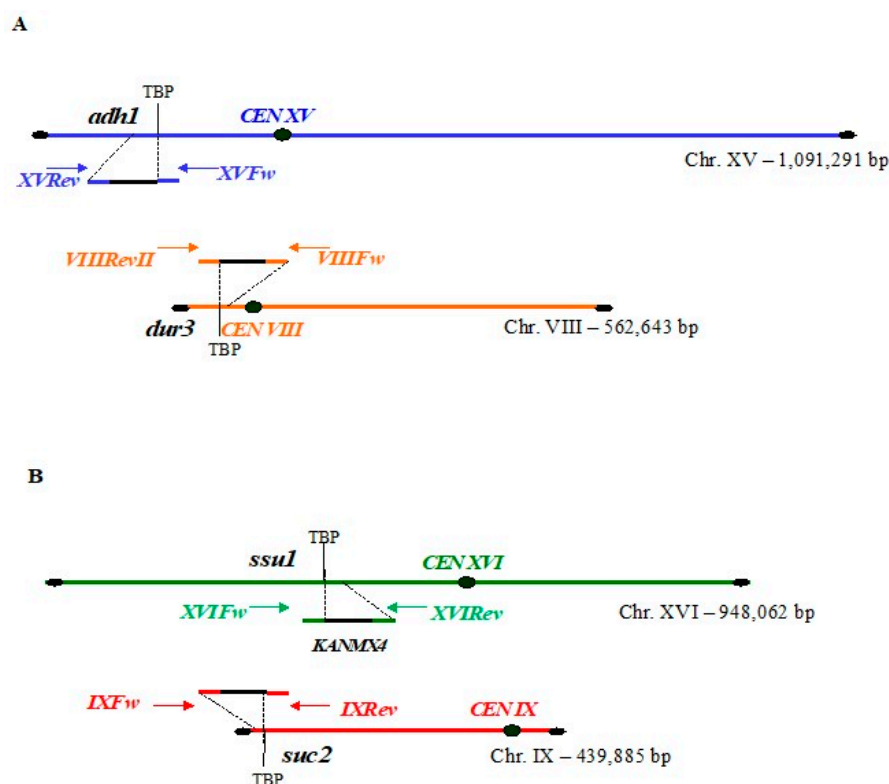 A
TBP
adh1
CEN XV
Chr. XV – 1,091,291 bp
XVRev
XVFw
VIIIRevII
VIIIFw
Chr. VIII – 562,643 bp
dur3
CEN VIII
TBP
B
TBP
ssu1
CEN XVI
Chr. XVI – 948,062 bp
XVIFw
XVIRev
KANMX4
IXFw
IXRev
CEN IX
suc2
Chr. IX – 439,885 bp
TBP